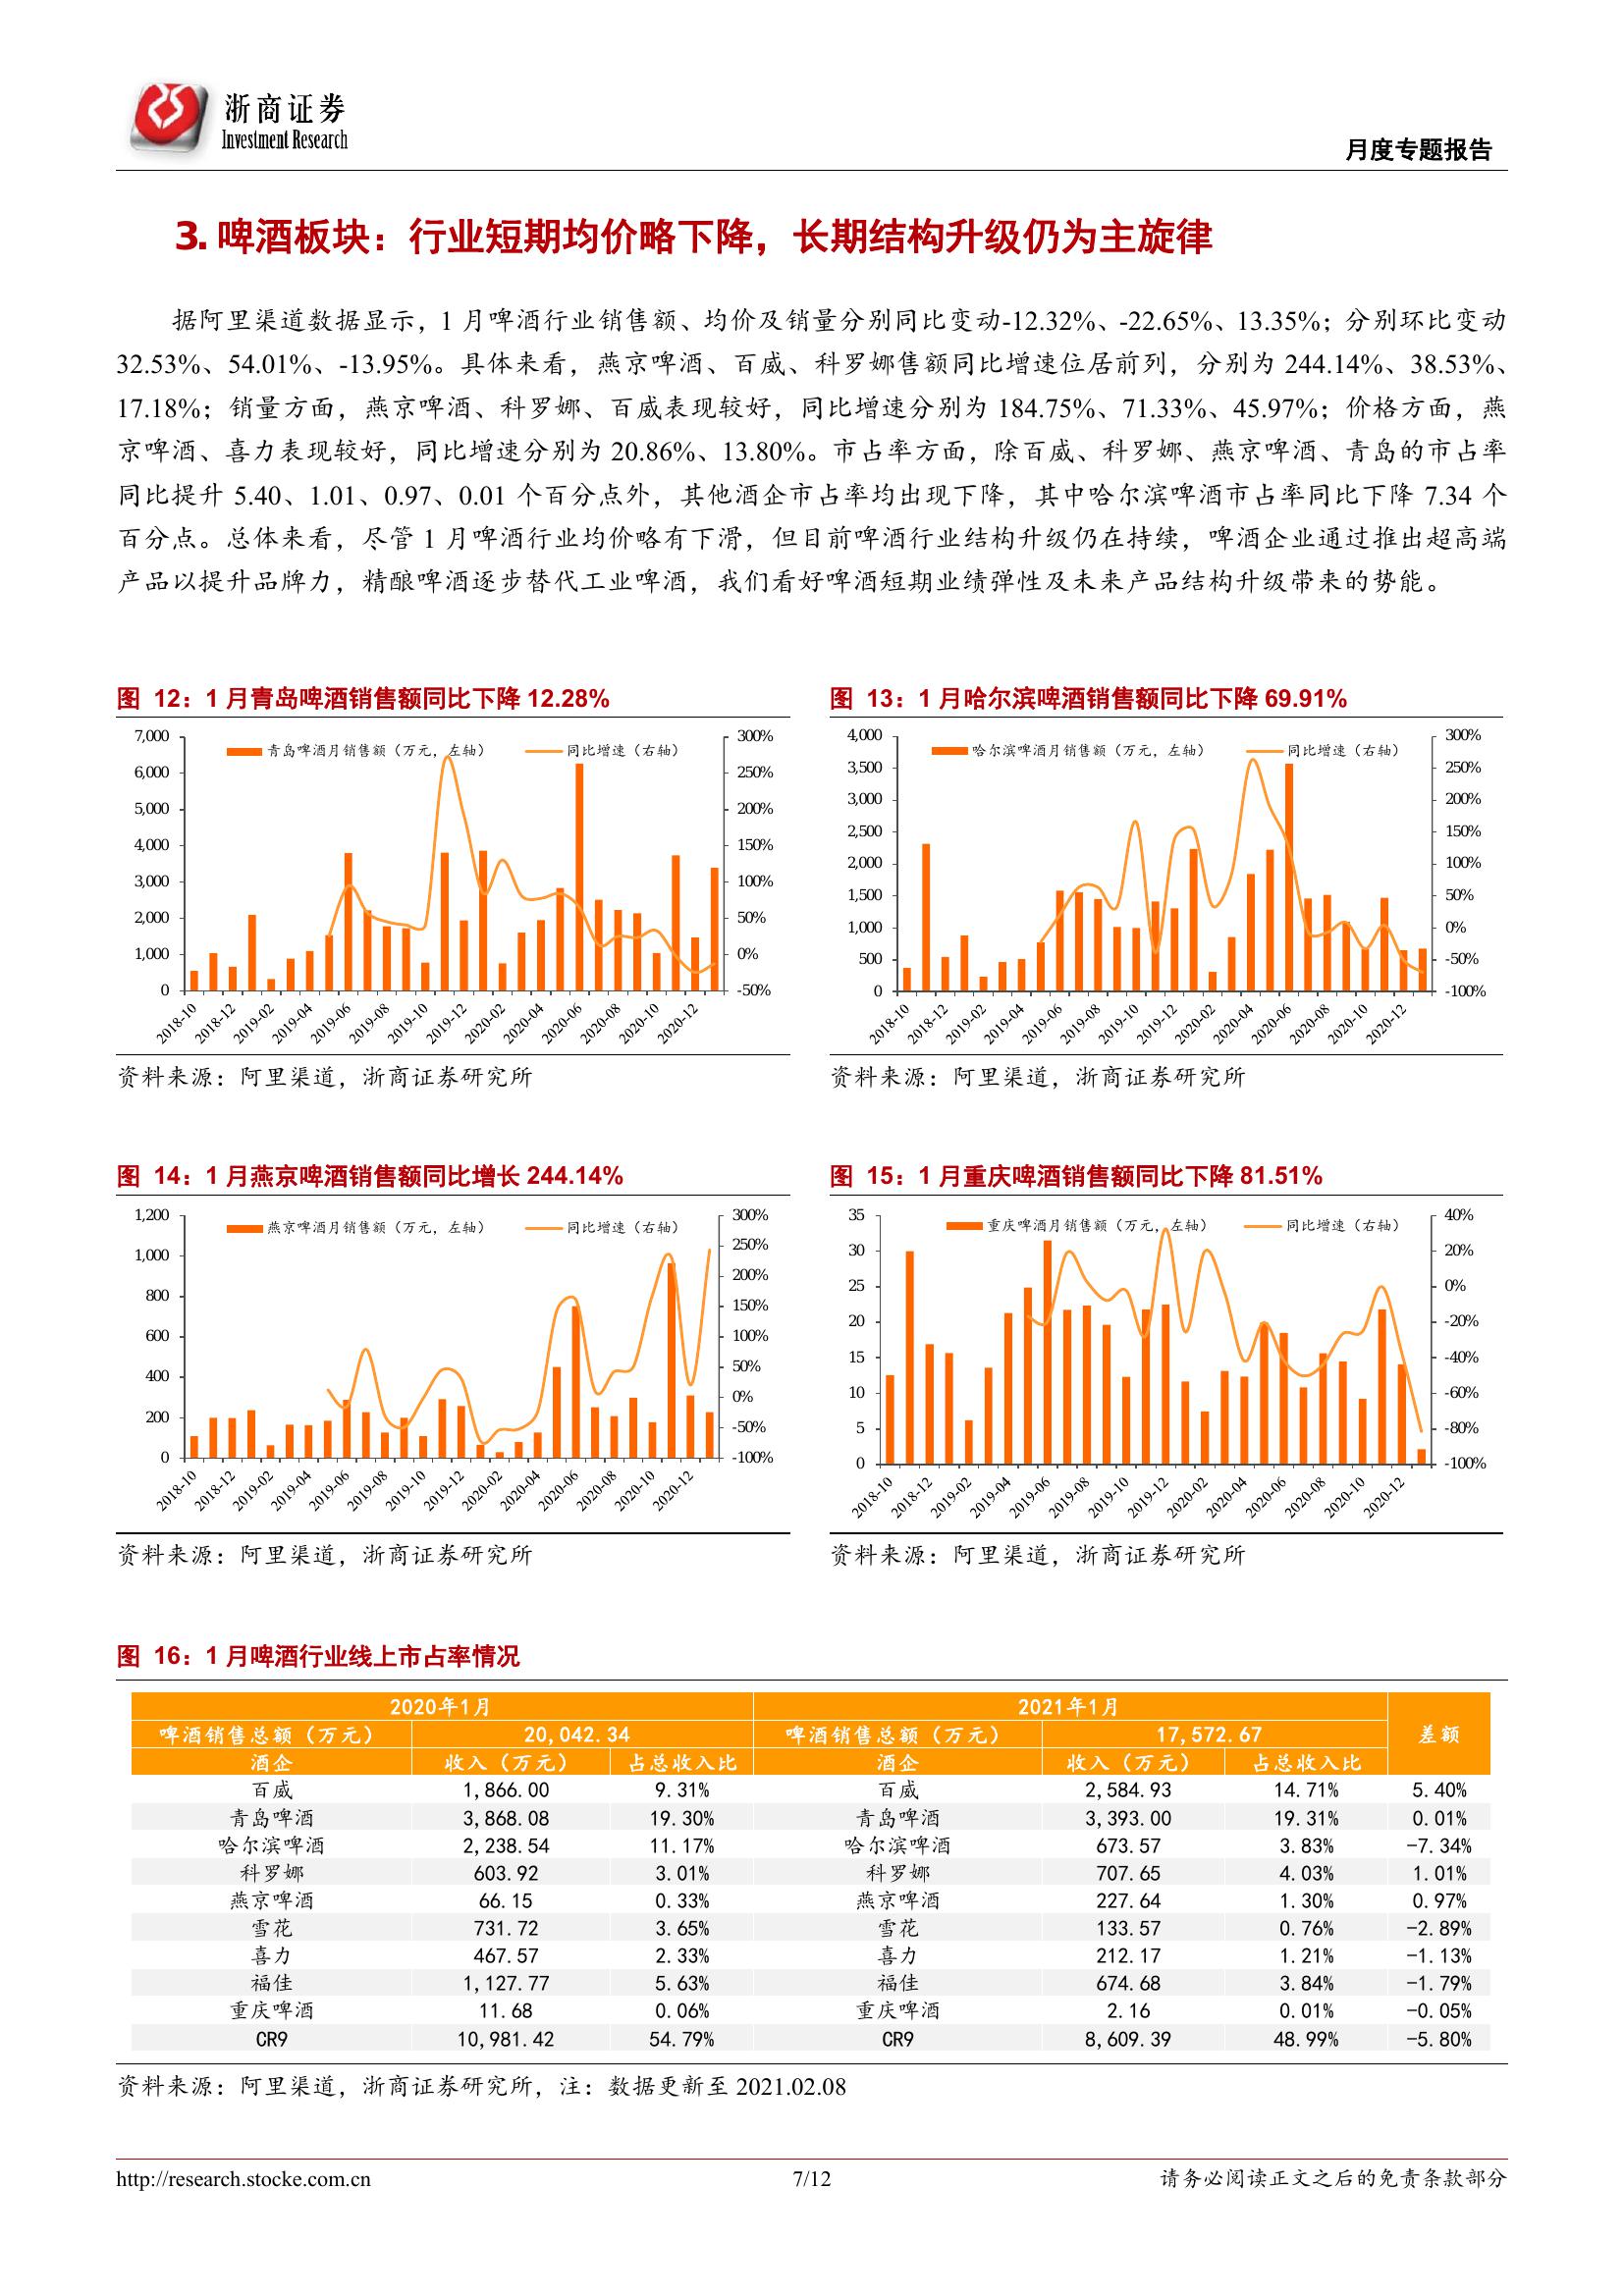 浙商证券
Investment Research
月度专题报告
3. 啤酒板块：行业短期均价略下降，长期结构升级仍为主旋律
据阿里渠道数据显示，1 月啤酒行业销售额、均价及销量分别同比变动-12.32%、-22.65%、13.35%；分别环比变动
32.53%、54.01%、-13.95%。具体来看，燕京啤酒、百威、科罗娜售额同比增速位居前列，分别为 244.14%、38.53%、
17.18%；销量方面，燕京啤酒、科罗娜、百威表现较好，同比增速分别为 184.75%、71.33%、45.97%；价格方面，燕
京啤酒、喜力表现较好，同比增速分别为 20.86%、13.80%。市占率方面，除百威、科罗娜、燕京啤酒、青岛的市占率
同比提升 5.40、1.01、0.97、0.01 个百分点外，其他酒企市占率均出现下降，其中哈尔滨啤酒市占率同比下降 7.34 个
百分点。总体来看，尽管 1 月啤酒行业均价略有下滑，但目前啤酒行业结构升级仍在持续，啤酒企业通过推出超高端
产品以提升品牌力，精酿啤酒逐步替代工业啤酒，我们看好啤酒短期业绩弹性及未来产品结构升级带来的势能。
图 12：1 月青岛啤酒销售额同比下降 12.28%
青岛啤酒月销售额（万元，左轴） 同比增速（右轴）
7,000 300%
6,000 250%
5,000 200%
4,000 150%
3,000 100%
2,000 50%
1,000 0%
0 -50%
2018-10 2018-12 2019-02 2019-04 2019-06 2019-08 2019-10 2019-12 2020-02 2020-04 2020-06 2020-08 2020-10 2020-12
资料来源：阿里渠道，浙商证券研究所
图 13：1 月哈尔滨啤酒销售额同比下降 69.91%
哈尔滨啤酒月销售额（万元，左轴） 同比增速（右轴）
4,000 300%
3,500 250%
3,000 200%
2,500 150%
2,000 100%
1,500 50%
1,000 0%
500 -50%
0 -100%
2018-10 2018-12 2019-02 2019-04 2019-06 2019-08 2019-10 2019-12 2020-02 2020-04 2020-06 2020-08 2020-10 2020-12
资料来源：阿里渠道，浙商证券研究所
图 14：1 月燕京啤酒销售额同比增长 244.14%
燕京啤酒月销售额（万元，左轴） 同比增速（右轴）
1,200 1,000 800 600 400 200 0
300% 250% 200% 150% 100% 50% 0% -50% -100%
2018-10 2018-12 2019-02 2019-04 2019-06 2019-08 2019-10 2019-12 2020-02 2020-04 2020-06 2020-08 2020-10 2020-12
资料来源：阿里渠道，浙商证券研究所
图 15：1 月重庆啤酒销售额同比下降 81.51%
重庆啤酒月销售额（万元，左轴） 同比增速（右轴）
35 40%
30 20%
25 0%
20 -20%
15 -40%
10 -60%
5 -80%
0 -100%
2018-10 2018-12 2019-02 2019-04 2019-06 2019-08 2019-10 2019-12 2020-02 2020-04 2020-06 2020-08 2020-10 2020-12
资料来源：阿里渠道，浙商证券研究所
图 16：1 月啤酒行业线上市占率情况
2020年1月 2021年1月 差额
啤酒销售总额（万元） 20,042.34 啤酒销售总额（万元） 17,572.67
酒企 收入（万元） 占总收入比 酒企 收入（万元） 占总收入比
百威 1,866.00 9.31% 百威 2,584.93 14.71% 5.40%
青岛啤酒 3,868.08 19.30% 青岛啤酒 3,393.00 19.31% 0.01%
哈尔滨啤酒 2,238.54 11.17% 哈尔滨啤酒 673.57 3.83% -7.34%
科罗娜 603.92 3.01% 科罗娜 707.65 4.03% 1.01%
燕京啤酒 66.15 0.33% 燕京啤酒 227.64 1.30% 0.97%
雪花 731.72 3.65% 雪花 133.57 0.76% -2.89%
喜力 467.57 2.33% 喜力 212.17 1.21% -1.13%
福佳 1,127.77 5.63% 福佳 674.68 3.84% -1.79%
重庆啤酒 11.68 0.06% 重庆啤酒 2.16 0.01% -0.05%
CR9 10,981.42 54.79% CR9 8,609.39 48.99% -5.80%
资料来源：阿里渠道，浙商证券研究所，注：数据更新至 2021.02.08
http://research.stocke.com.cn 7/12 请务必阅读正文之后的免责条款部分